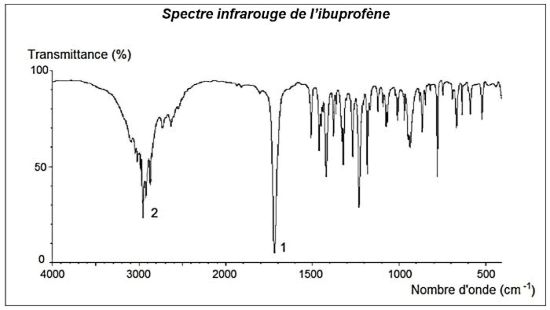 Spectre infrarouge de l'ibuprofène
Transmittance (%)
100
50
0
2
1
4000 3000 2000 1500 1000 500
Nombre d'onde (cm-1)